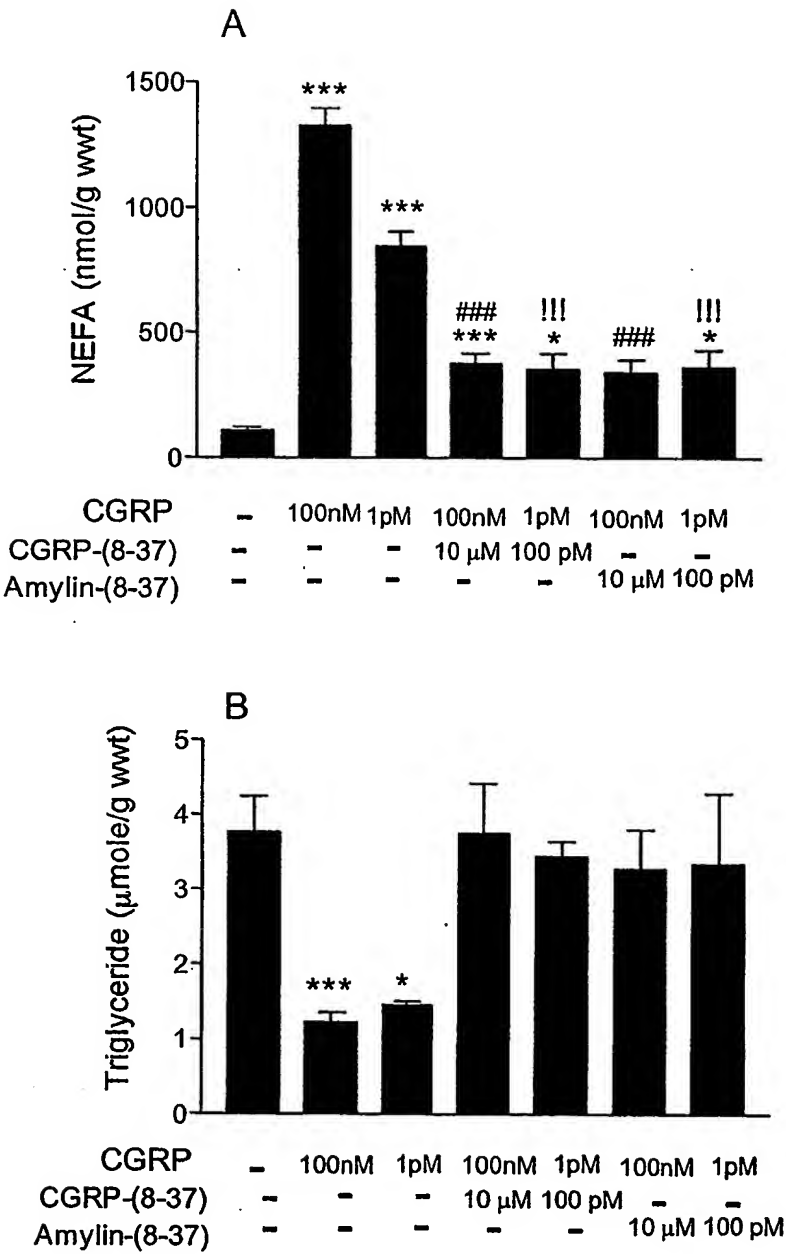 A
NEFA (nmol/g wwt)
1500
1000
500
0
***
***
###
***
!!!
*
###
!!!
*
CGRP - 100nM 1pM 100nM 1pM 100nM 1pM
CGRP-(8-37) - - - 10 μM 100 pM - -
Amylin-(8-37) - - - - - 10 μM 100 pM
B
Triglyceride (μmole/g wwt)
5
4
3
2
1
0
***
*
CGRP - 100nM 1pM 100nM 1pM 100nM 1pM
CGRP-(8-37) - - - 10 μM 100 pM - -
Amylin-(8-37) - - - - - 10 μM 100 pM